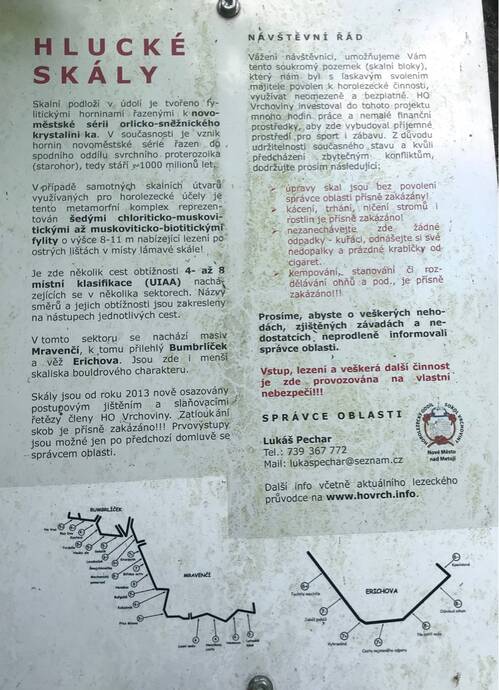 HLUCKÉ
SKÁLY
Skalní podloží v údolí je tvořeno fy-
litickými horninami řazenými k novo-
městské sérii orlicko-sněžnického
krystalinika. V současnosti je vznik
hornin novoměstské série řazen do
spodního oddílu svrchního proterozoika
(starohor), tedy stáří ~1000 milionů let.
V případě samotných skalních útvarů
využívaných pro horolezecké účely je
tento metamorfní komplex reprezen-
tován šedými chloriticko-muskovi-
tickými až muskoviticko-biotitickými
fylity o výšce 8-11 m nabízející lezení po
ostrých lištách v místy lámavé skále!
Je zde několik cest obtížnosti 4- až 8
místní klasifikace (UIAA) nachá-
zejících se v několika sektorech. Názvy
směrů a jejich obtížnosti jsou zakresleny
na nástupech jednotlivých cest.
V tomto sektoru se nachází masiv
Mravenčí, k tomu přilehlý Bumbrlíček
a věž Erichova. Jsou zde i menší
skaliska bouldrového charakteru.
Skály jsou od roku 2013 nově osazovány
postupovým jištěním a slaňovacími
řetězy členy HO Vrchoviny. Zatloukání
skob je přísně zakázáno!!! Prvovýstupy
jsou možné jen po předchozí domluvě se
správcem oblasti.
NÁVŠTĚVNÍ ŘÁD
Vážení návštěvníci, umožňujeme Vám
tento soukromý pozemek (skalní bloky),
který nám byl s laskavým svolením
majitele povolen k horolezecké činnosti,
využívat neomezeně a bezplatně. HO
Vrchoviny investoval do tohoto projektu
mnoho hodin práce a nemalé finanční
prostředky, aby zde vybudoval příjemné
prostředí pro sport i zábavu. Z důvodu
udržitelnosti současného stavu a kvůli
předcházení zbytečným konfliktům,
dodržujte prosím následující:
➤ úpravy skal jsou bez povolení
správce oblasti přísně zakázány!
➤ kácení, trhání, ničení stromů i
rostlin je přísně zakázáno!
➤ nezanechávejte zde žádné
odpadky - kuřáci, odnášejte si své
nedopalky a prázdné krabičky od
cigaret.
➤ kempování, stanování či roz-
dělávání ohňů a pod., je přísně
zakázáno!!!
Prosíme, abyste o veškerých neho-
dách, zjištěných závadách a ne-
dostatcích neprodleně informovali
správce oblasti.
Vstup, lezení a veškerá další činnost
je zde provozována na vlastní
nebezpečí!!!
SPRÁVCE OBLASTI
Lukáš Pechar
Tel.: 739 367 772
Mail: lukaspechar@seznam.cz
HOROLEZECKÝ ODDÍL SOKOL VRCHOVINY
Nové Město
nad Metují
Další info včetně aktuálního lezeckého
průvodce na www.hovrch.info.
BUMBRLÍČEK
MRAVENČÍ
ERICHOVA